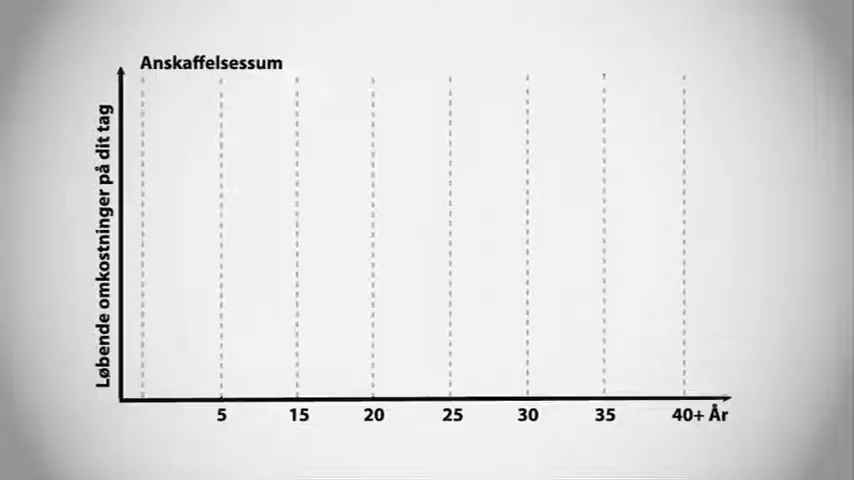 Anskaffelsessum
Løbende omkostninger på dit tag
5 15 20 25 30 35 40+ År